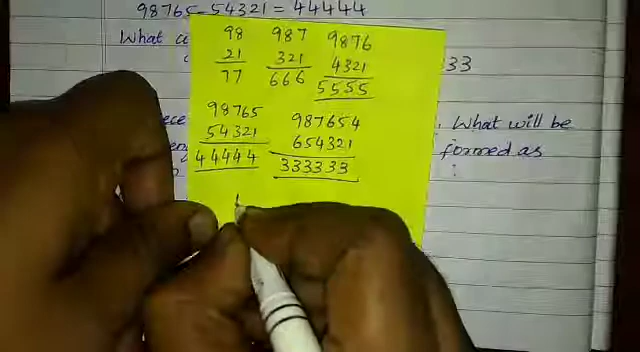 98765-54321 = 44444
What
33
98 987 9876
21 321 4321
77 666 5555
98765 987654
54321 654321
44444 333333
ece . What will be
formed as
: